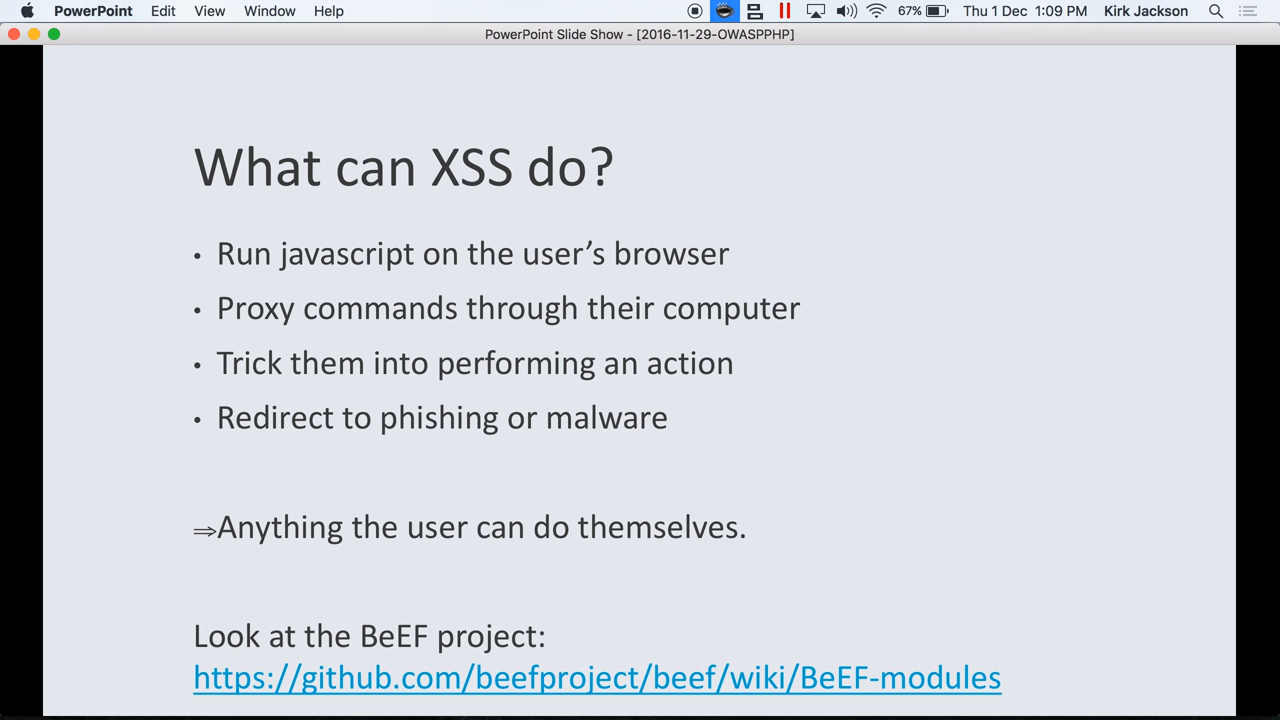 PowerPoint Edit View Window Help 67% Thu 1 Dec 1:09 PM Kirk Jackson
PowerPoint Slide Show - [2016-11-29-OWASPPHP]
What can XSS do?
• Run javascript on the user’s browser
• Proxy commands through their computer
• Trick them into performing an action
• Redirect to phishing or malware
⇒Anything the user can do themselves.
Look at the BeEF project:
https://github.com/beefproject/beef/wiki/BeEF-modules